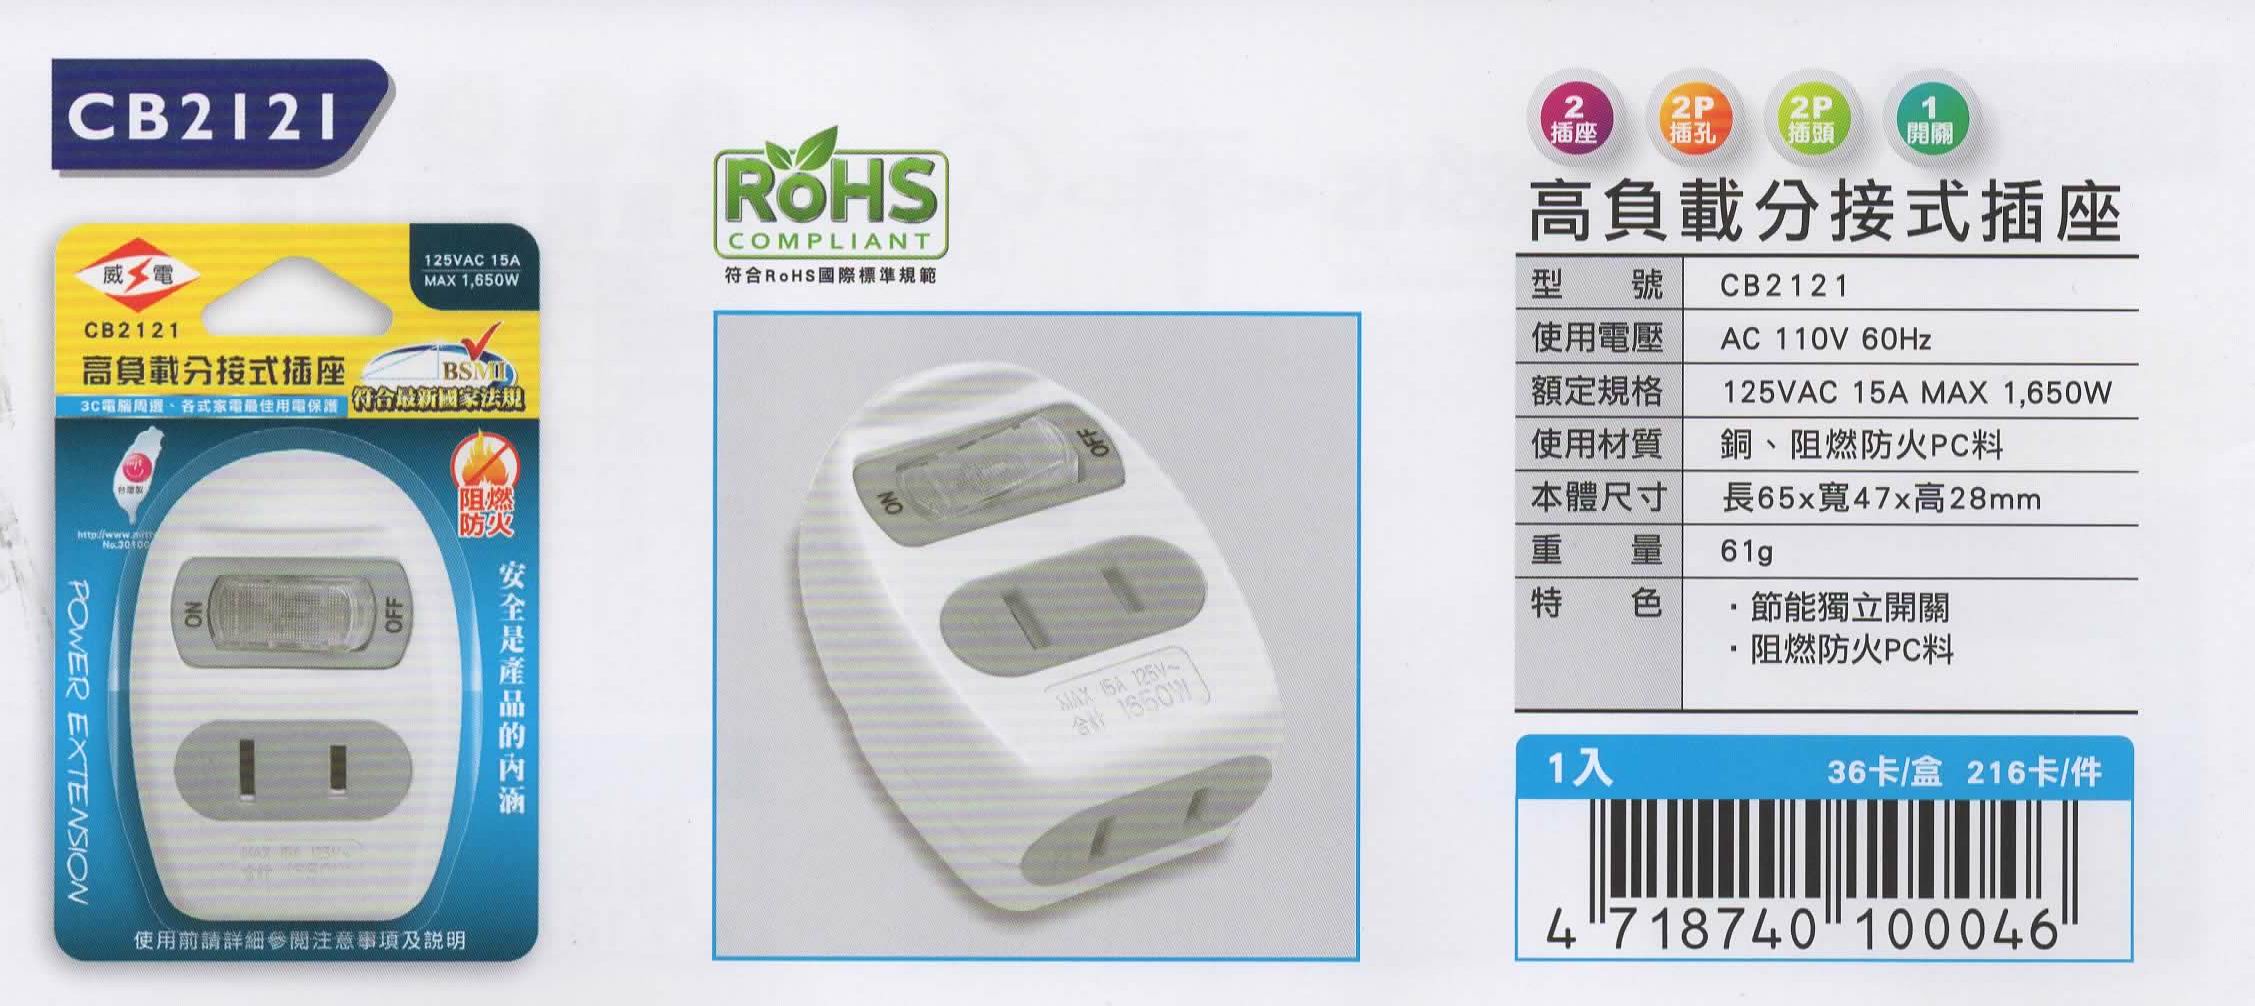 CB2121
威電
125VAC 15A
MAX 1,650W
CB2121
高負載分接式插座
BSMI
符合最新國家法規
3C電腦周邊、各式家電最佳用電保護
台灣製
http://www.mit
No.30100
阻燃
防火
ON
OFF
POWER EXTENSION
安全是產品的內涵
使用前請詳細參閱注意事項及說明
RoHS
COMPLIANT
符合RoHS國際標準規範
ON
OFF
MAX 15A 125V~
合計 1650W
2
插座
2P
插孔
2P
插頭
1
開關
高負載分接式插座
型號 CB2121
使用電壓 AC 110V 60Hz
額定規格 125VAC 15A MAX 1,650W
使用材質 銅、阻燃防火PC料
本體尺寸 長65x寬47x高28mm
重量 61g
特色 ·節能獨立開關
·阻燃防火PC料
1入 36卡/盒 216卡/件
4 718740 100046